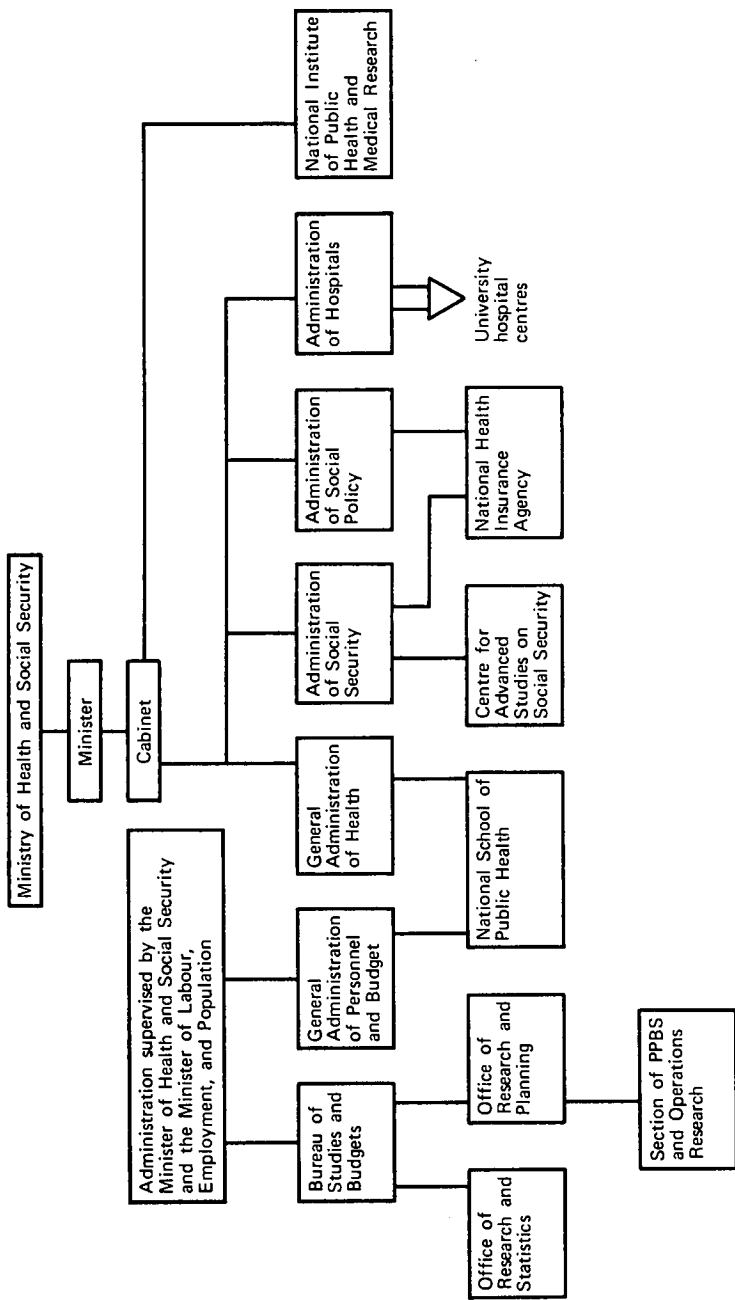 Ministry of Health and Social Security
Minister
Cabinet
Administration supervised by the
Minister of Health and Social Security
and the Minister of Labour,
Employment, and Population
Bureau of
Studies and
Budgets
General
Administration
of Personnel
and Budget
General
Administration
of Health
Administration
of Social
Security
Administration
of Social
Policy
Administration
of Hospitals
National Institute
of Public
Health and
Medical Research
Office of
Research and
Statistics
Office of
Research and
Planning
National School of
Public Health
Centre for
Advanced
Studies on
Social Security
National Health
Insurance
Agency
University
hospital
centres
Section of PPBS
and Operations
Research